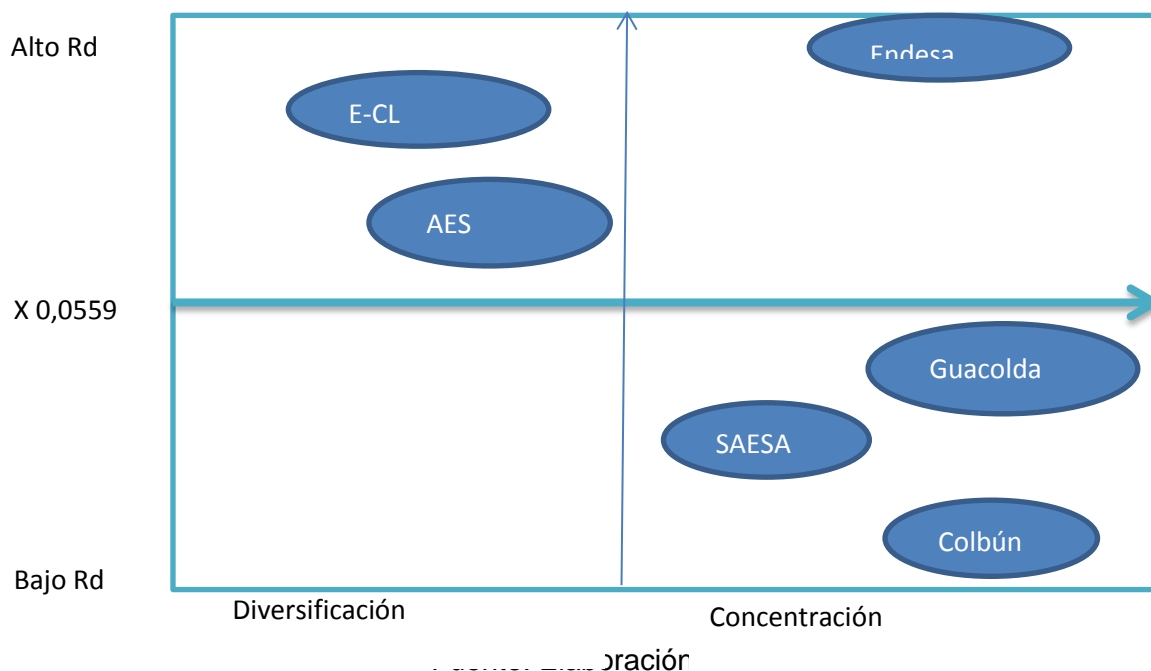 Alto Rd
Endesa
E-CL
AES
X 0,0559
Guacolda
SAESA
Colbún
Bajo Rd
Diversificación
Concentración